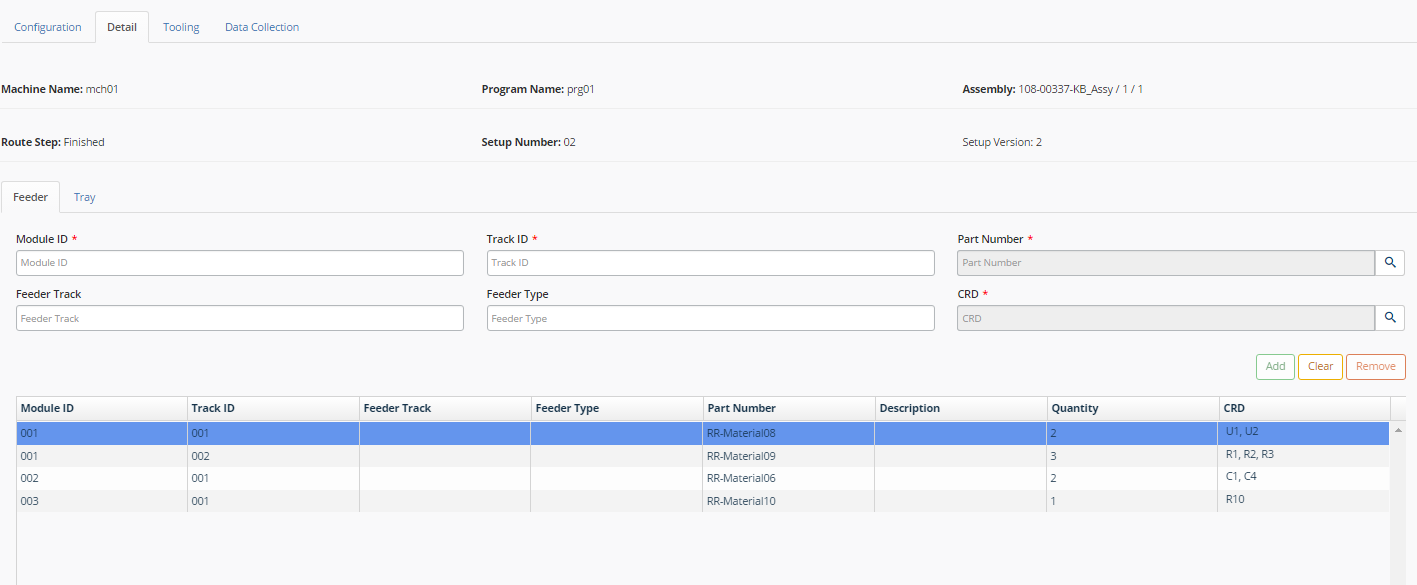 Configuration Detail Tooling Data Collection
Machine Name: mch01 Program Name: prg01 Assembly: 108-00337-KB_Assy / 1 / 1
Route Step: Finished Setup Number: 02 Setup Version: 2
Feeder Tray
Module ID * Track ID * Part Number *
Module ID Track ID Part Number
Feeder Track Feeder Type CRD *
Feeder Track Feeder Type CRD
Add Clear Remove
Module ID Track ID Feeder Track Feeder Type Part Number Description Quantity CRD
001 001 RR-Material08 2 U1, U2
001 002 RR-Material09 3 R1, R2, R3
002 001 RR-Material06 2 C1, C4
003 001 RR-Material10 1 R10